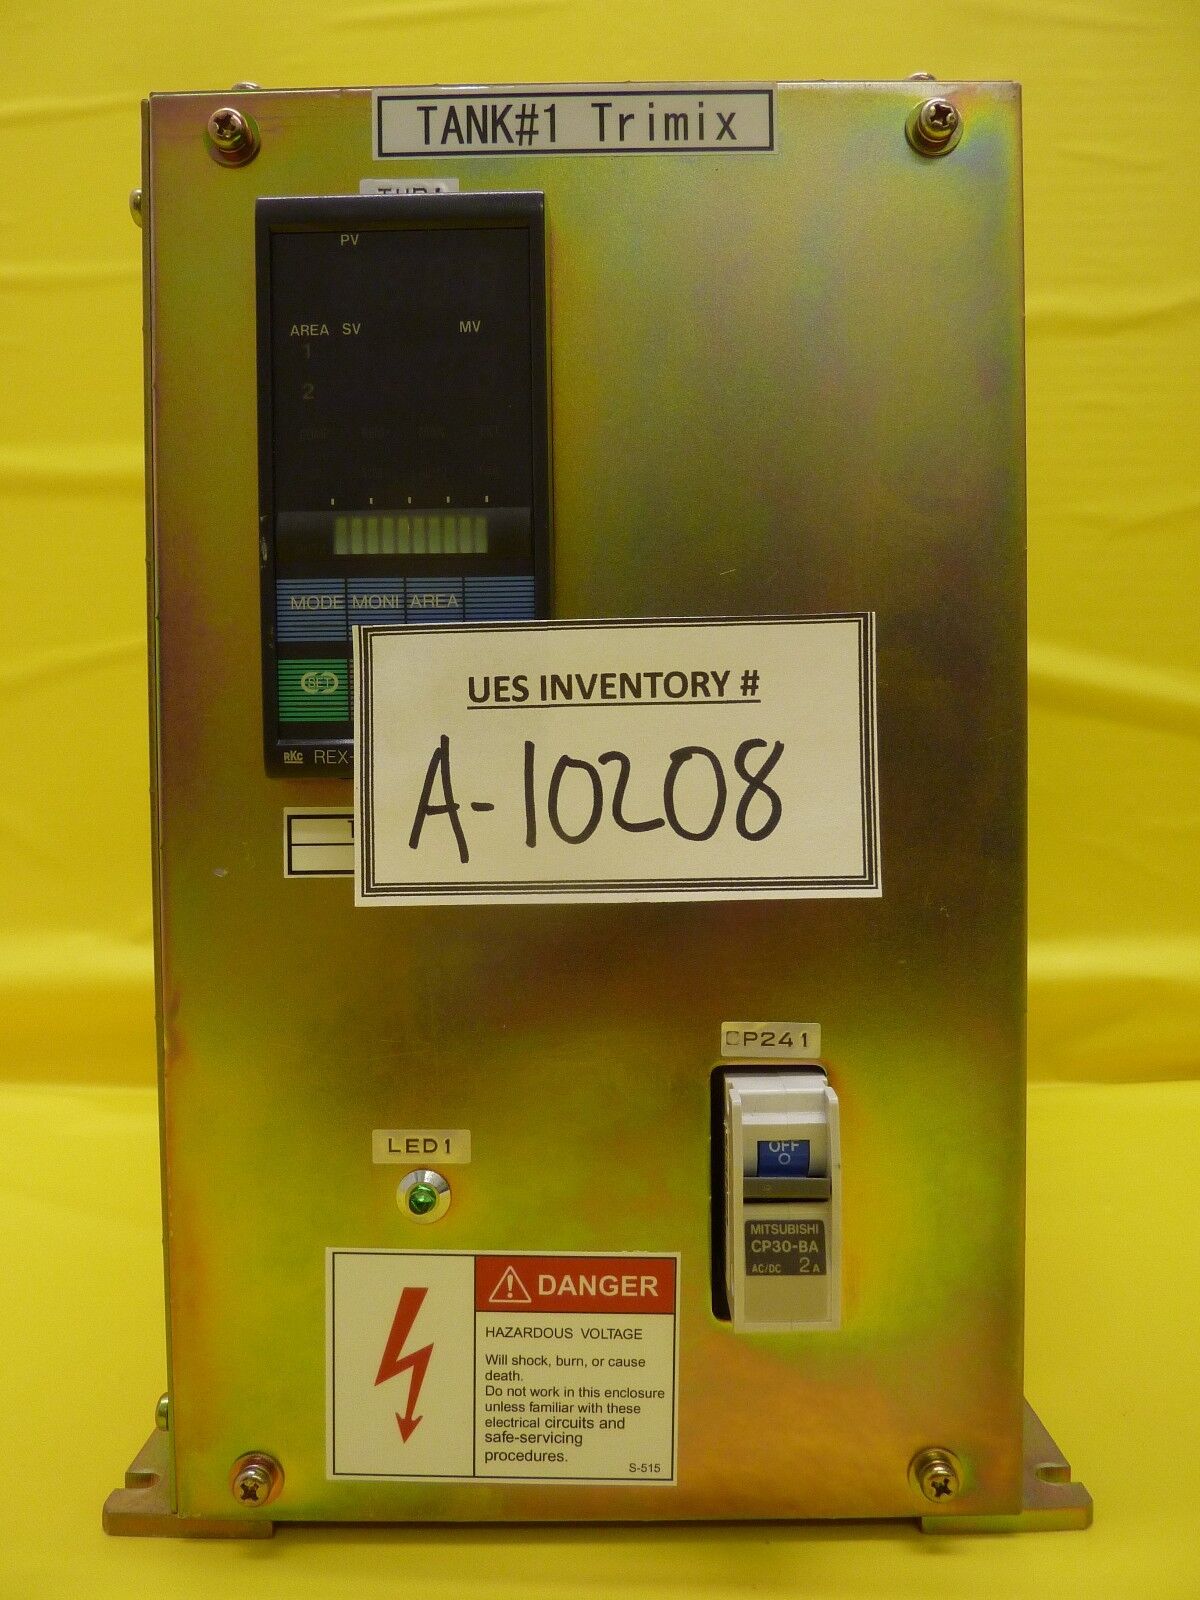 TANK#1 Trimix
PV
AREA SV MV
1
2
MODE MONI AREA
SET
RKC REX-
UES INVENTORY #
A-10208
CP241
OFF
MITSUBISHI
CP30-BA
AC/DC 2A
LED1
DANGER
HAZARDOUS VOLTAGE
Will shock, burn, or cause
death.
Do not work in this enclosure
unless familiar with these
electrical circuits and
safe-servicing
procedures.
S-515